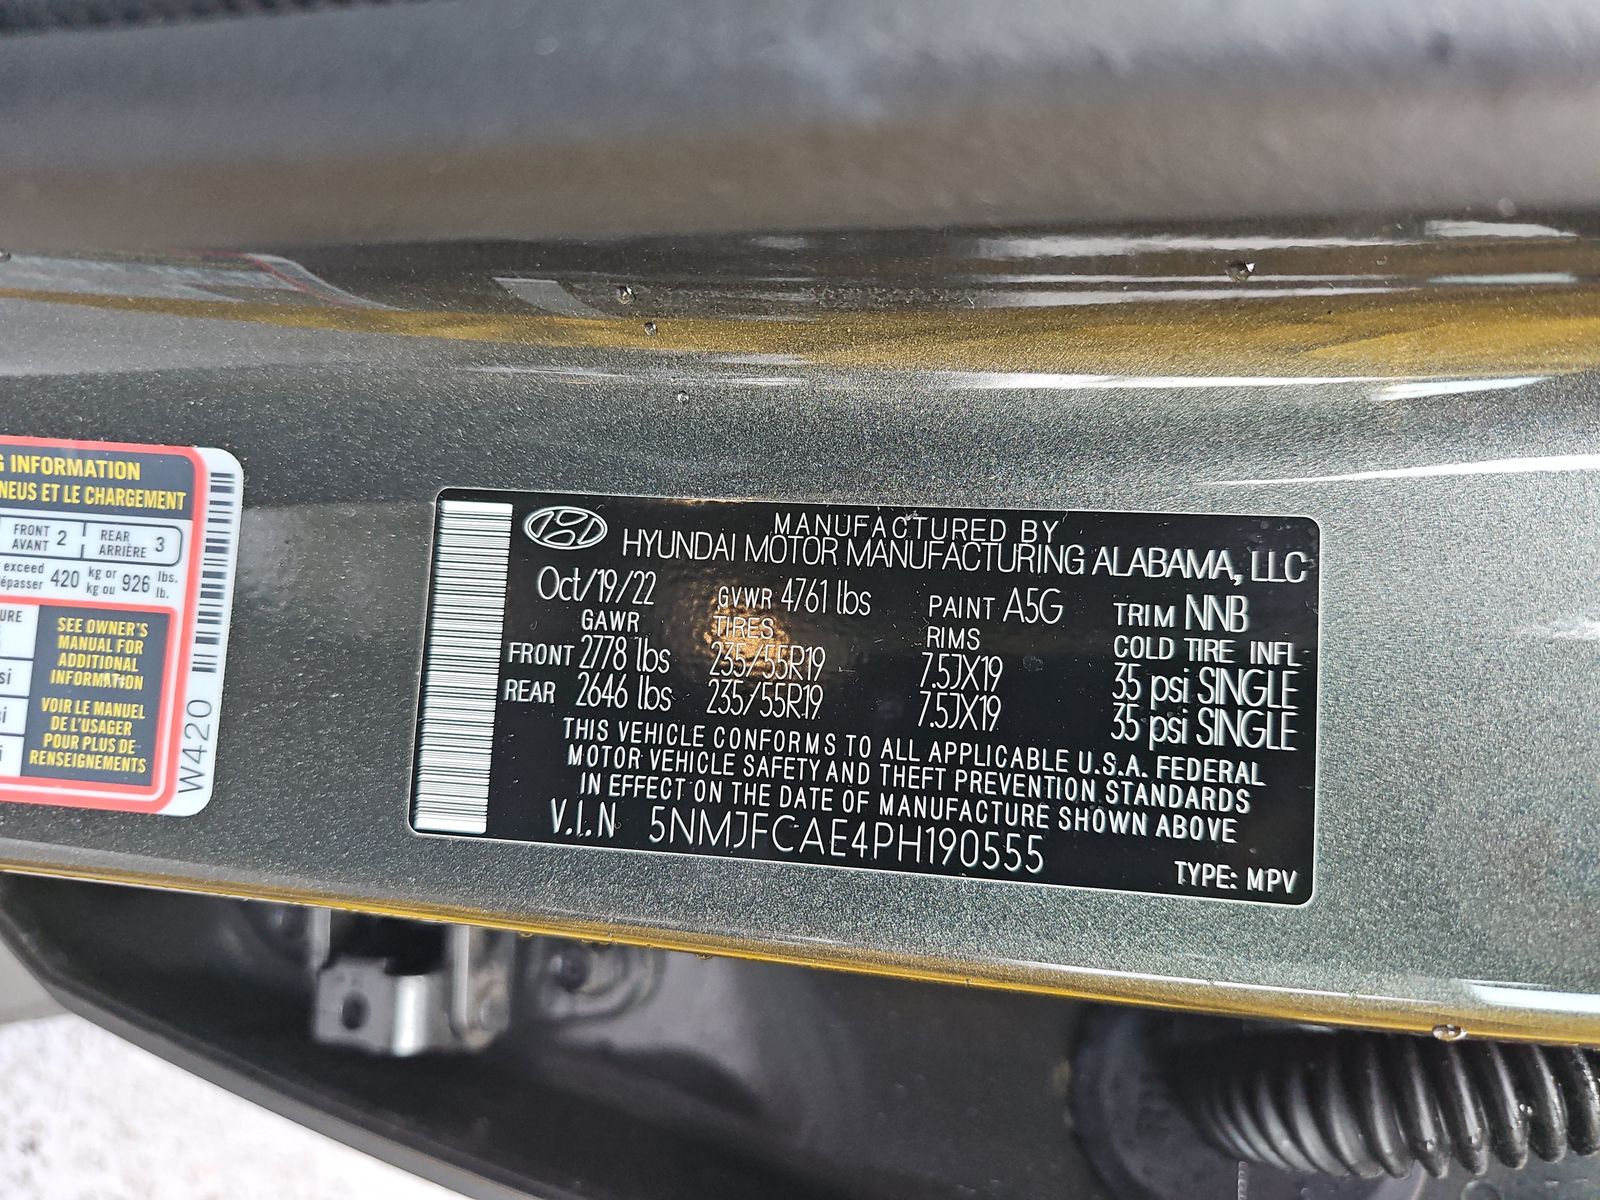 G INFORMATION
NEUS ET LE CHARGEMENT
FRONT AVANT 2 REAR ARRIÈRE 3
exceed 420 kg or 926 lbs.
kg ou lb.
SEE OWNER'S
MANUAL FOR
ADDITIONAL
INFORMATION
VOIR LE MANUEL
DE L'USAGER
POUR PLUS DE
RENSEIGNEMENTS
W420
HYUNDAI MOTOR MANUFACTURING ALABAMA, LLC
MANUFACTURED BY
Oct/19/22 GVWR 4761 lbs PAINT A5G TRIM NNB
GAWR TIRES RIMS COLD TIRE INFL
FRONT 2778 lbs 235/55R19 7.5JX19 35 psi SINGLE
REAR 2646 lbs 235/55R19 7.5JX19 35 psi SINGLE
THIS VEHICLE CONFORMS TO ALL APPLICABLE U.S.A. FEDERAL
MOTOR VEHICLE SAFETY AND THEFT PREVENTION STANDARDS
IN EFFECT ON THE DATE OF MANUFACTURE SHOWN ABOVE
V.I.N 5NMJFCAE4PH190555
TYPE: MPV